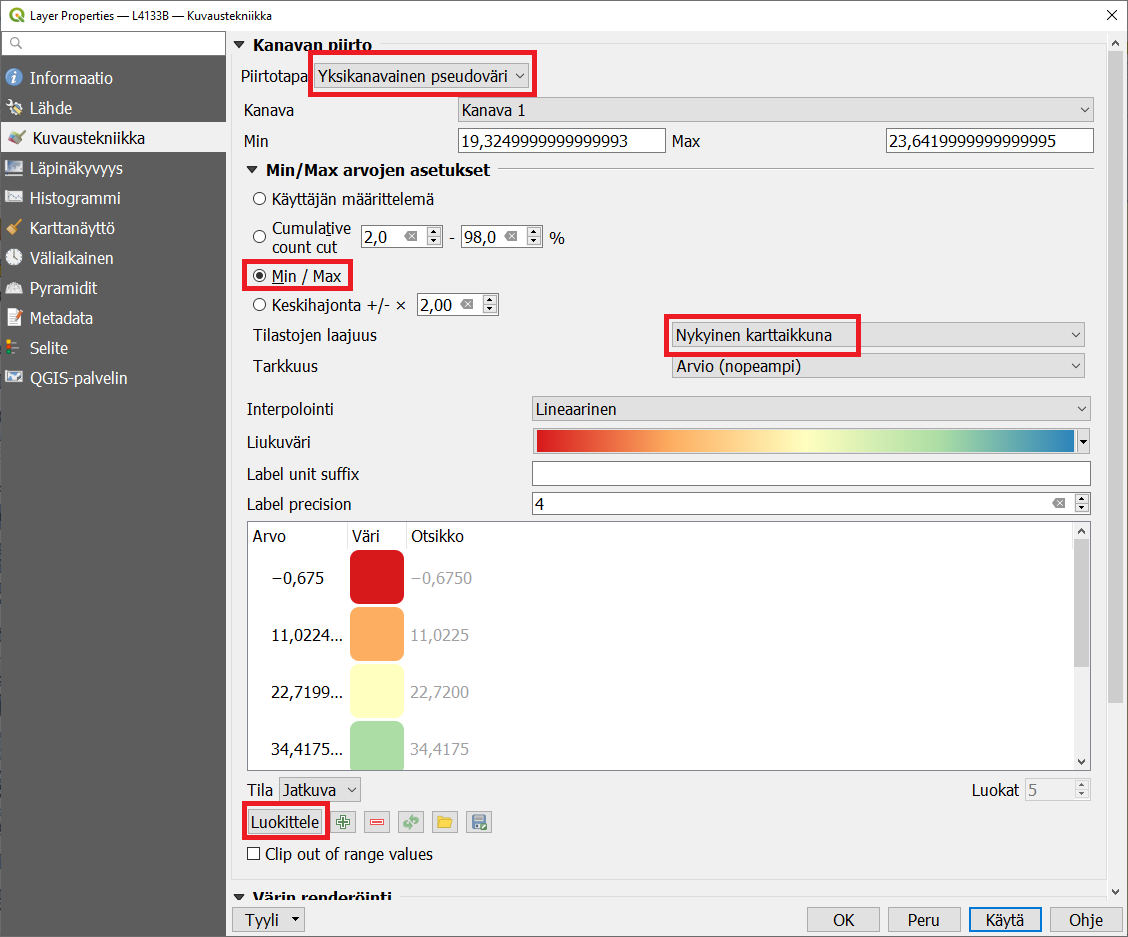 Layer Properties — L4133B — Kuvaustekniikka
Informaatio
Lähde
Kuvaustekniikka
Läpinäkyvyys
Histogrammi
Karttanäyttö
Väliaikainen
Pyramidit
Metadata
Selite
QGIS-palvelin
Kanavan piirto
Piirtotapa Yksikanavainen pseudoväri
Kanava Kanava 1
Min 19,3249999999999993 Max 23,6419999999999995
Min/Max arvojen asetukset
Käyttäjän määrittelemä
Cumulative
count cut 2,0 - 98,0 %
Min / Max
Keskihajonta +/- × 2,00
Tilastojen laajuus Nykyinen karttaikkuna
Tarkkuus Arvio (nopeampi)
Interpolointi Lineaarinen
Liukuväri
Label unit suffix
Label precision 4
Arvo Väri Otsikko
−0,675 −0,6750
11,0224... 11,0225
22,7199... 22,7200
34,4175... 34,4175
Tila Jatkuva Luokat 5
Luokittele
Clip out of range values
Värin renderöinti
Tyyli OK Peru Käytä Ohje